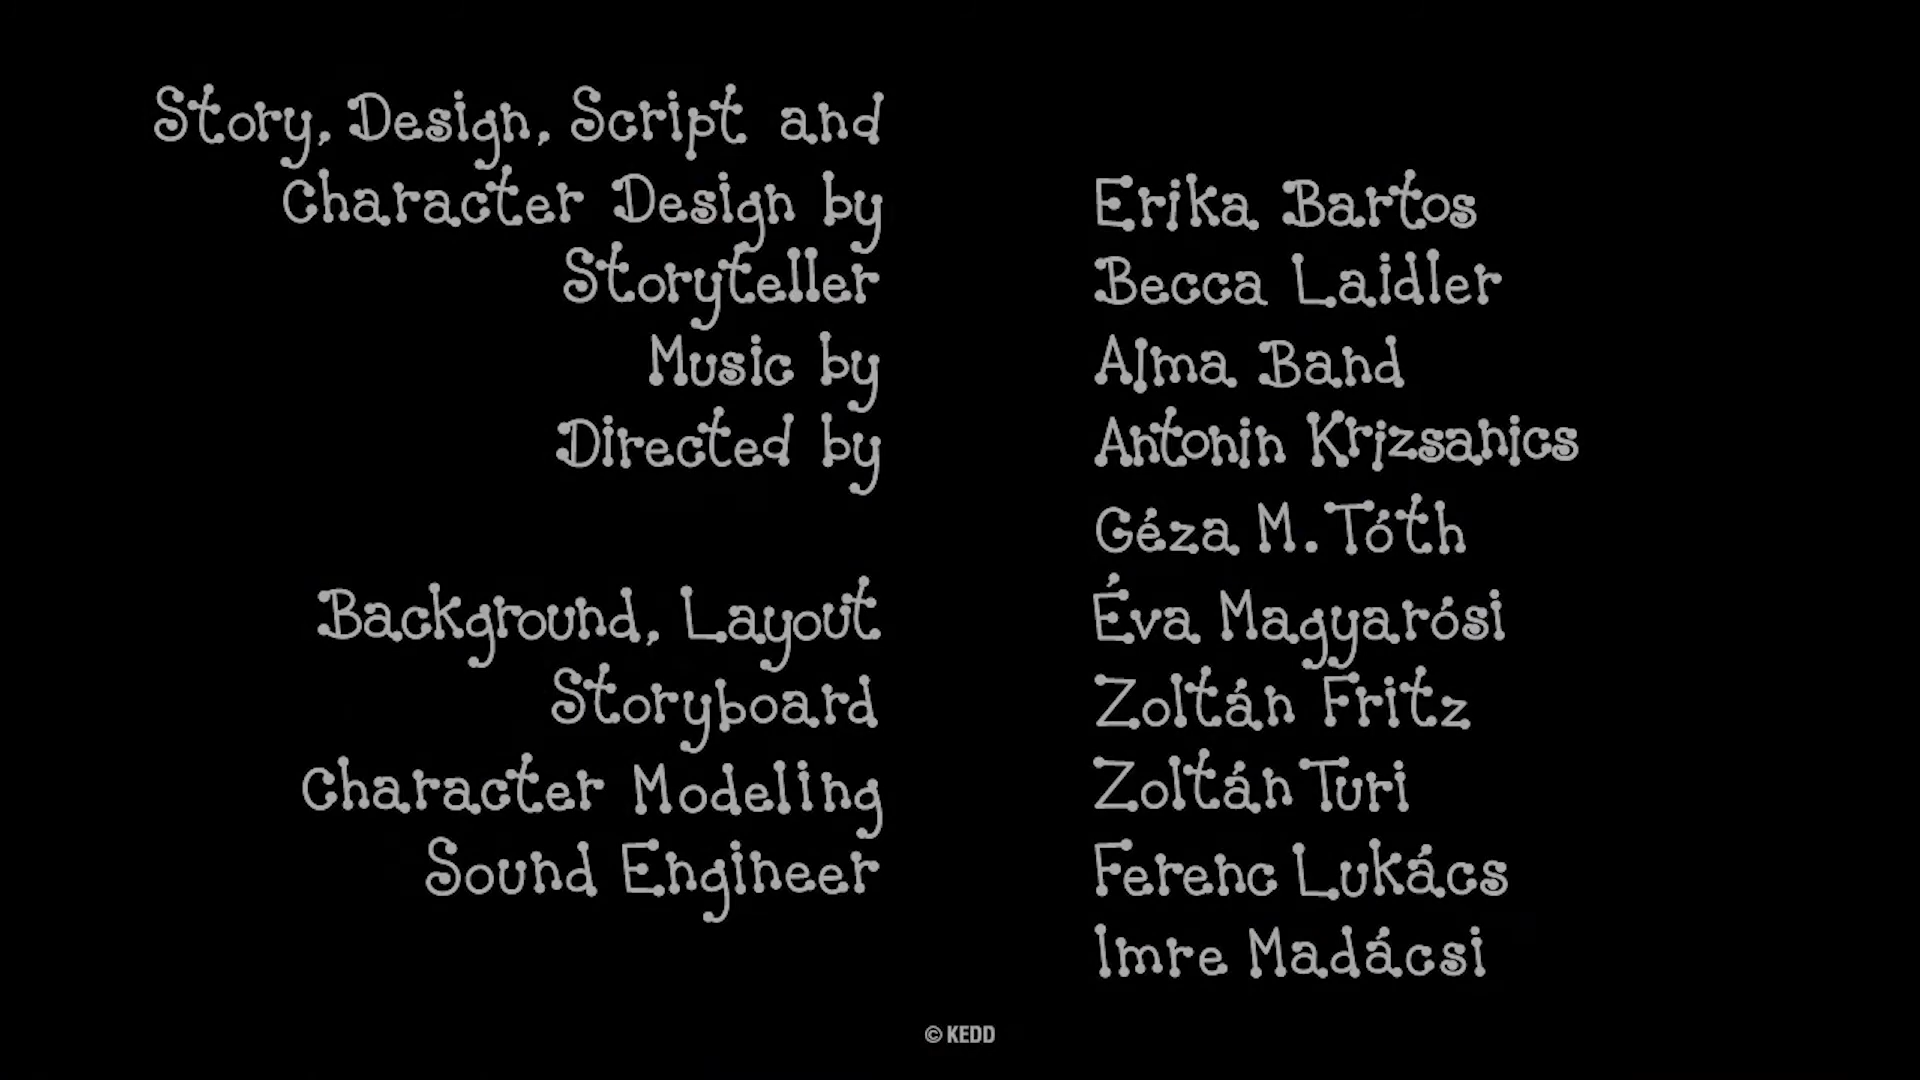 Story, Design, Script and
Character Design by Erika Bartos
Storyteller Becca Laidler
Music by Alma Band
Directed by Antonin Krizsanics
Géza M. Tóth
Background, Layout Éva Magyarósi
Storyboard Zoltán Fritz
Character Modeling Zoltán Turi
Sound Engineer Ferenc Lukács
Imre Madácsi
© KEDD